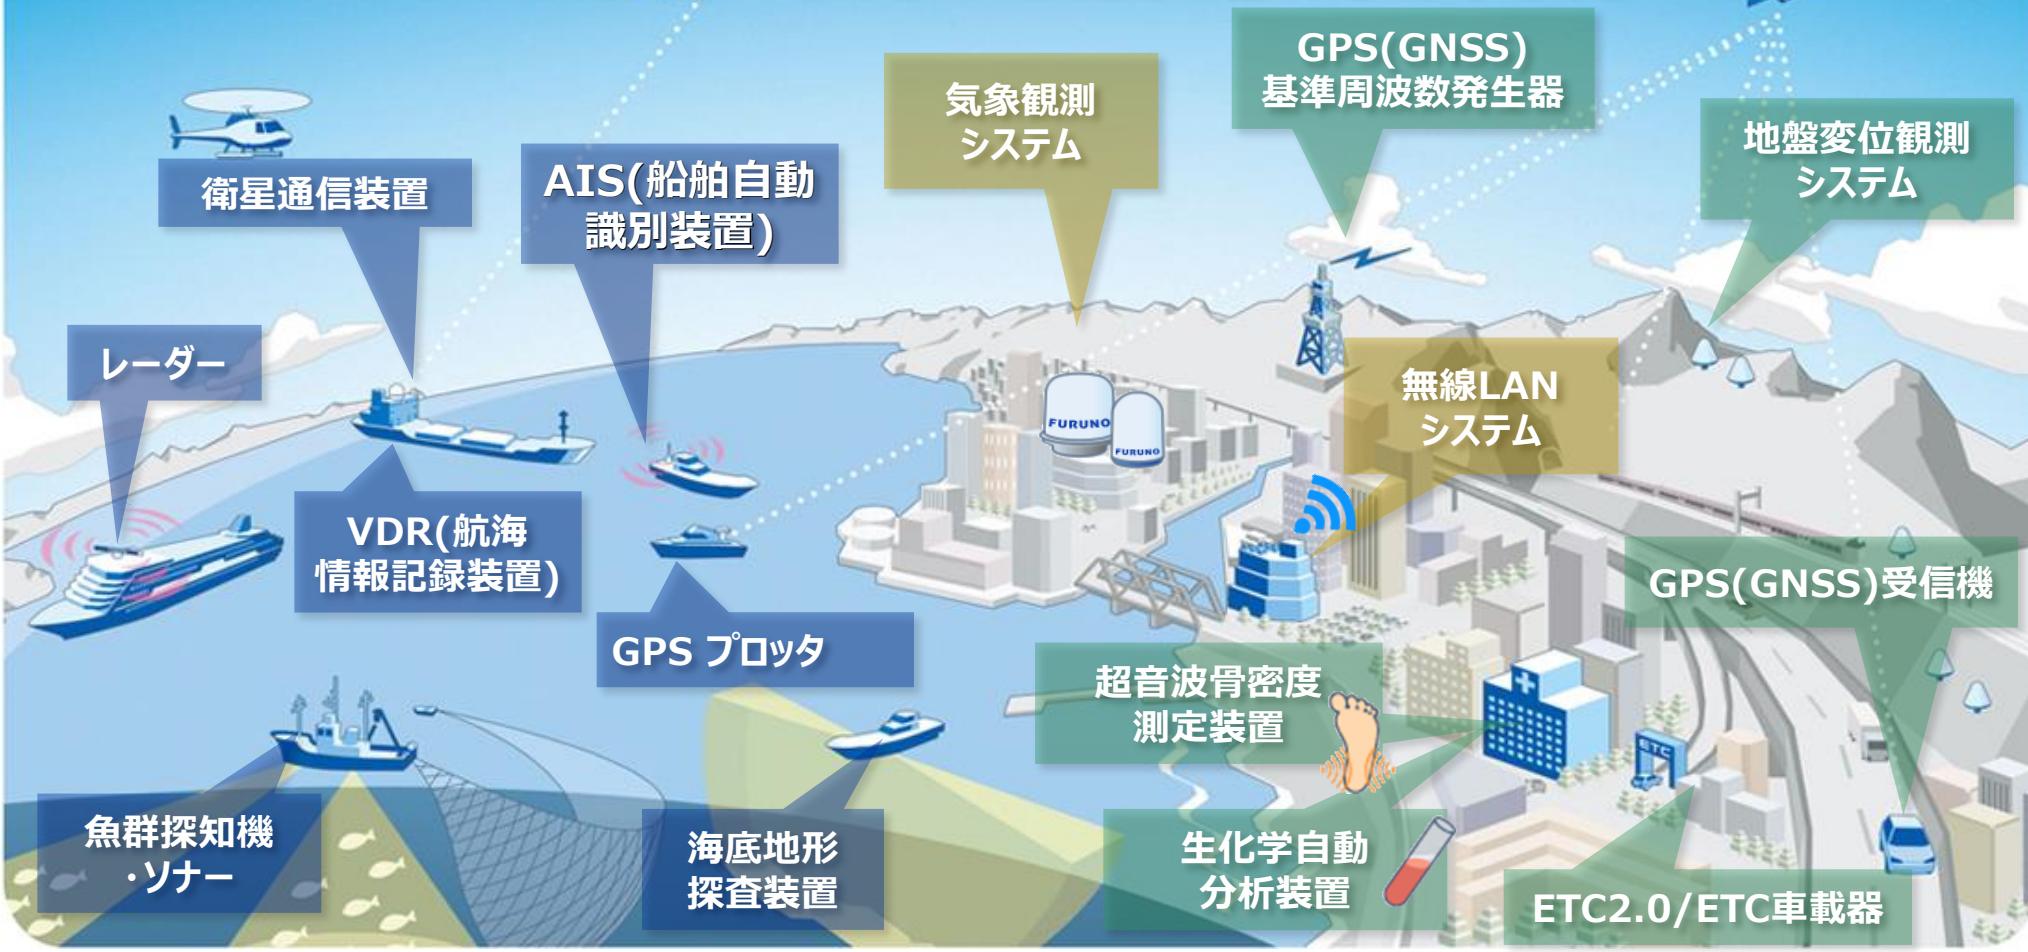 GPS(GNSS)
基準周波数発生器
気象観測
システム
地盤変位観測
システム
衛星通信装置
AIS(船舶自動
識別装置)
レーダー
無線LAN
システム
FURUNO
FURUNO
VDR(航海
情報記録装置)
GPS(GNSS)受信機
GPS プロッタ
超音波骨密度
測定装置
ETC
魚群探知機
・ソナー
海底地形
探査装置
生化学自動
分析装置
ETC2.0/ETC車載器